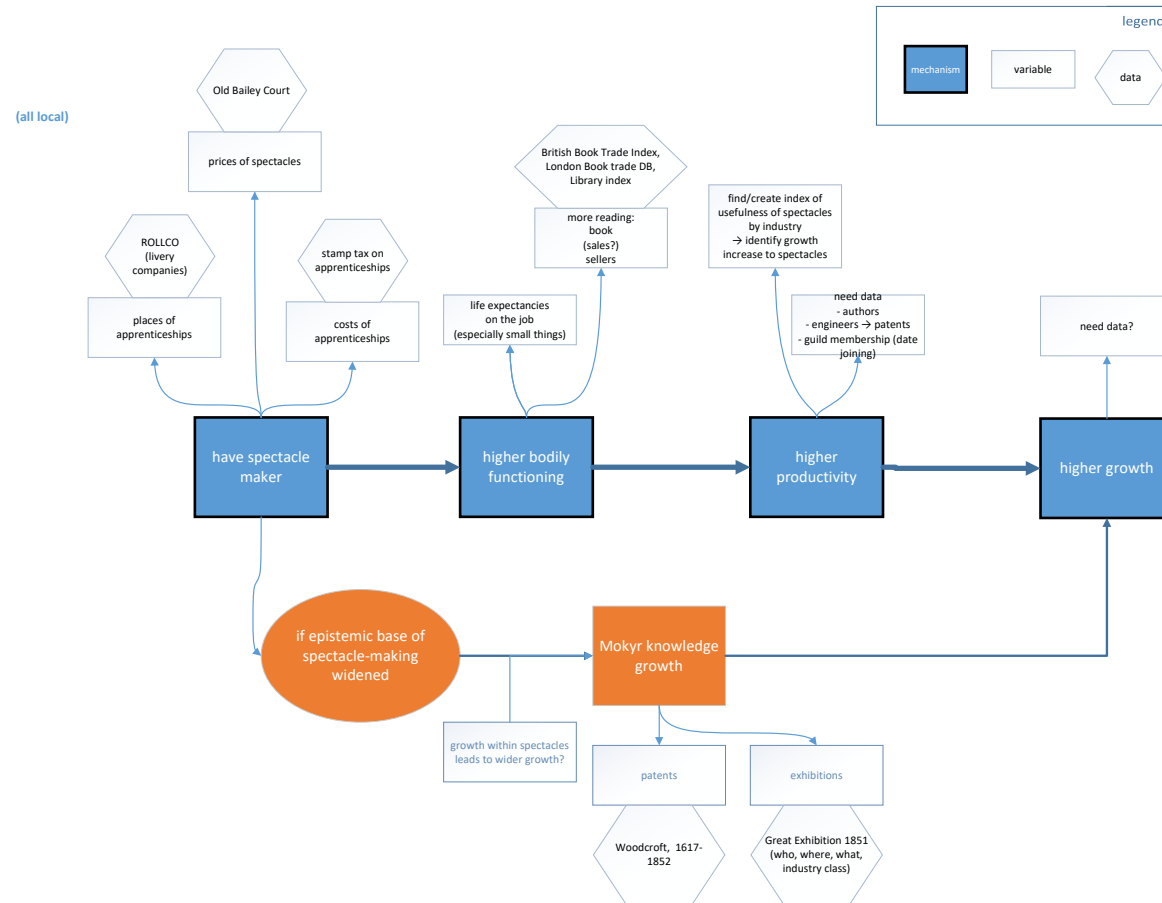 legend
mechanism
variable
data
(all local)
Old Bailey Court
prices of spectacles
ROLLCO
(livery
companies)
places of
apprenticeships
stamp tax on
apprenticeships
costs of
apprenticeships
British Book Trade Index,
London Book trade DB,
Library index
more reading:
book
(sales?)
sellers
life expectancies
on the job
(especially small things)
find/create index of
usefulness of spectacles
by industry
→ identify growth
increase to spectacles
need data
- authors
- engineers → patents
- guild membership (date
joining)
need data?
have spectacle
maker
higher bodily
functioning
higher
productivity
higher growth
if epistemic base of
spectacle-making
widened
Mokyr knowledge
growth
growth within spectacles
leads to wider growth?
patents
exhibitions
Woodcroft, 1617-
1852
Great Exhibition 1851
(who, where, what,
industry class)